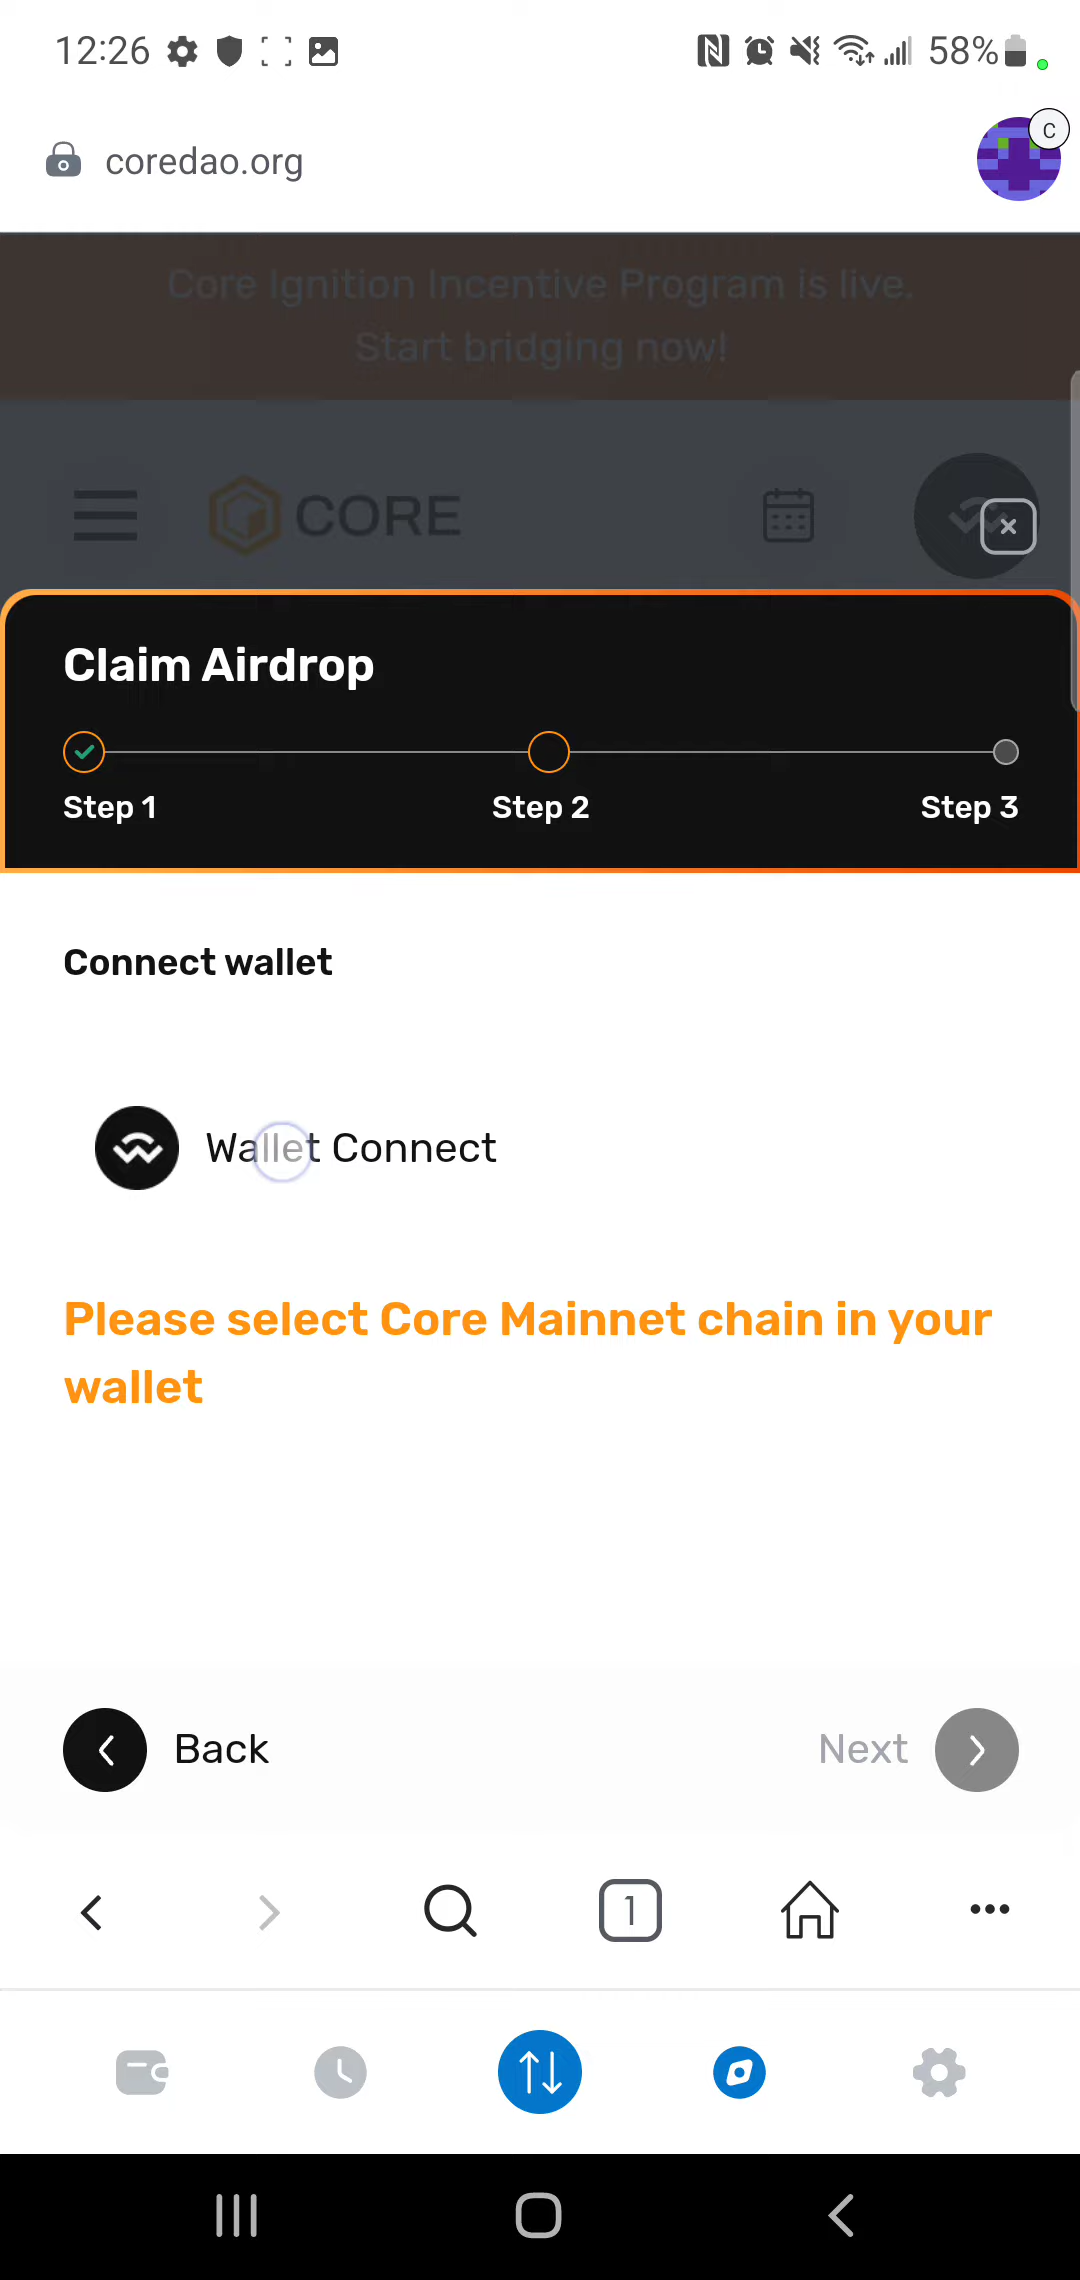 12:26
58%
coredao.org
C
Core Ignition Incentive Program is live.
Start bridging now!
CORE
Claim Airdrop
Step 1 Step 2 Step 3
Connect wallet
Wallet Connect
Please select Core Mainnet chain in your
wallet
Back Next
1